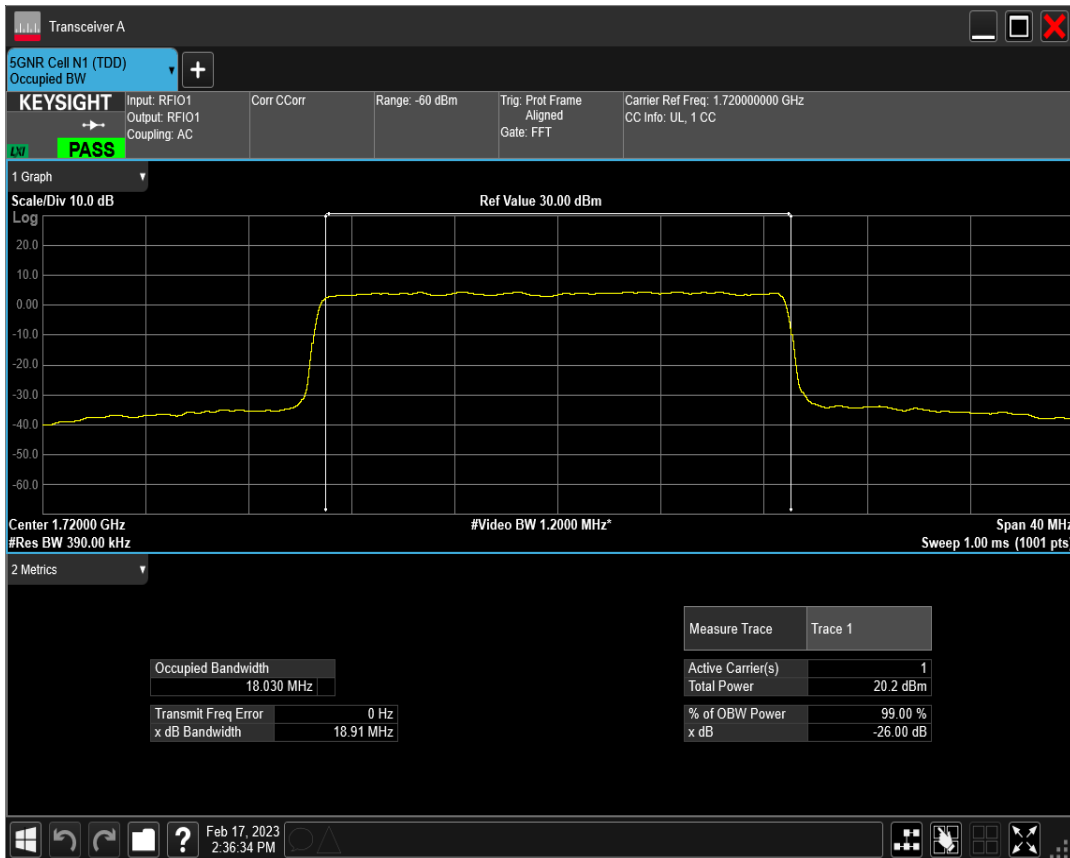 Transceiver A
5GNR Cell N1 (TDD)
Occupied BW
+
KEYSIGHT
LXI
PASS
Input: RFIO1
Output: RFIO1
Coupling: AC
Corr CCorr
Range: -60 dBm
Trig: Prot Frame
Aligned
Gate: FFT
Carrier Ref Freq: 1.720000000 GHz
CC Info: UL, 1 CC
1 Graph
Scale/Div 10.0 dB
Ref Value 30.00 dBm
Log
20.0
10.0
0.00
-10.0
-20.0
-30.0
-40.0
-50.0
-60.0
Center 1.72000 GHz
#Video BW 1.2000 MHz*
Span 40 MHz
#Res BW 390.00 kHz
Sweep 1.00 ms (1001 pts)
2 Metrics
Measure Trace Trace 1
Occupied Bandwidth
18.030 MHz
Active Carrier(s) 1
Total Power 20.2 dBm
Transmit Freq Error 0 Hz
x dB Bandwidth 18.91 MHz
% of OBW Power 99.00 %
x dB -26.00 dB
?
Feb 17, 2023
2:36:34 PM